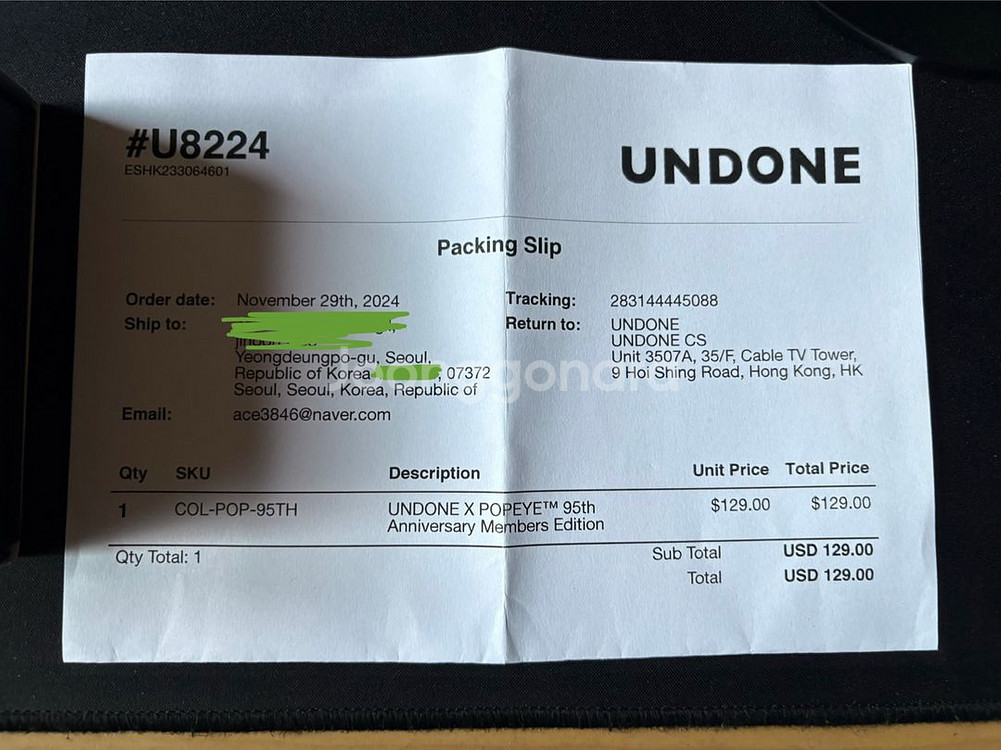 #U8224
ESHK233064601
UNDONE
Packing Slip
Order date: November 29th, 2024
Ship to:
Yeongdeungpo-gu, Seoul,
Republic of Korea , 07372
Seoul, Seoul, Korea, Republic of
Email: ace3846@naver.com
Tracking: 283144445088
Return to: UNDONE
UNDONE CS
Unit 3507A, 35/F, Cable TV Tower,
9 Hoi Shing Road, Hong Kong, HK
Joonggonara
Qty SKU Description Unit Price Total Price
1 COL-POP-95TH UNDONE X POPEYE™ 95th $129.00 $129.00
Anniversary Members Edition
Qty Total: 1
Sub Total USD 129.00
Total USD 129.00